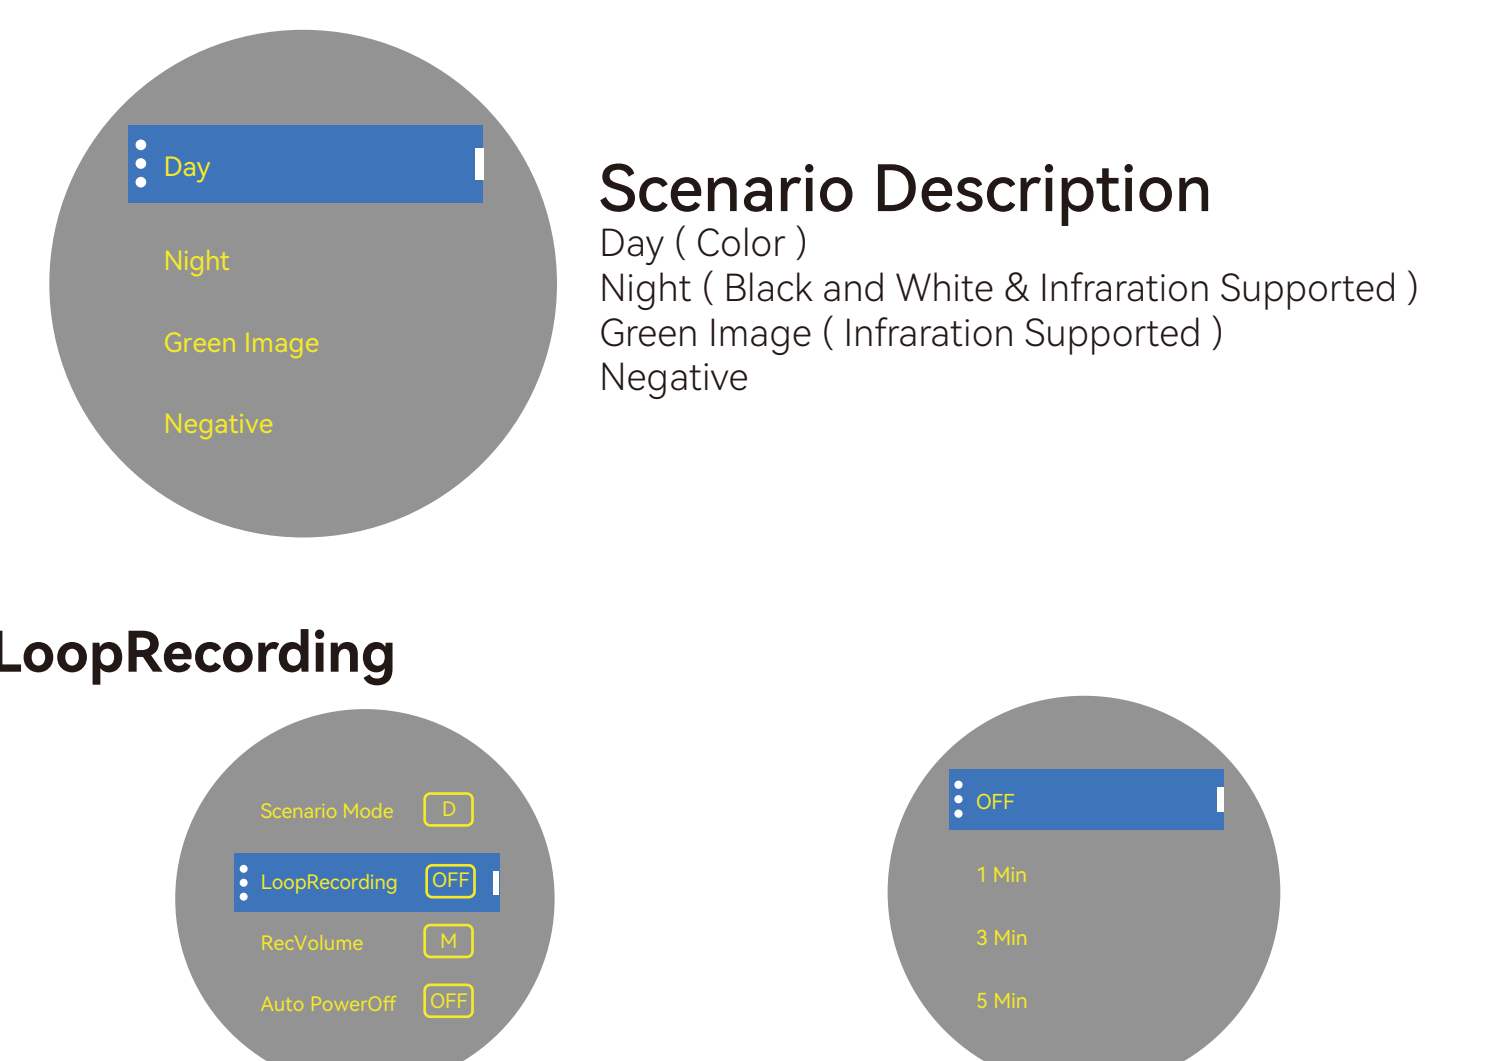 Day
Night
Green Image
Negative
Scenario Description
Day ( Color )
Night ( Black and White & Infraration Supported )
Green Image ( Infraration Supported )
Negative
LoopRecording
Scenario Mode D
LoopRecording OFF
RecVolume M
Auto PowerOff OFF
OFF
1 Min
3 Min
5 Min